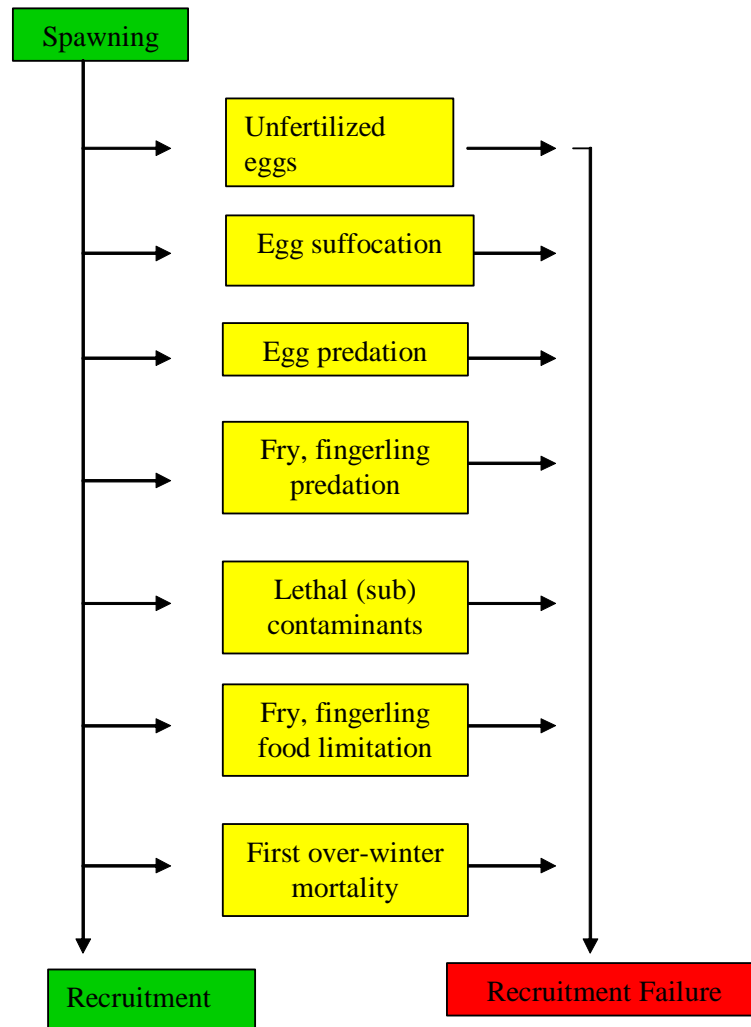 Spawning
Unfertilized
eggs
Egg suffocation
Egg predation
Fry, fingerling
predation
Lethal (sub)
contaminants
Fry, fingerling
food limitation
First over-winter
mortality
Recruitment
Recruitment Failure